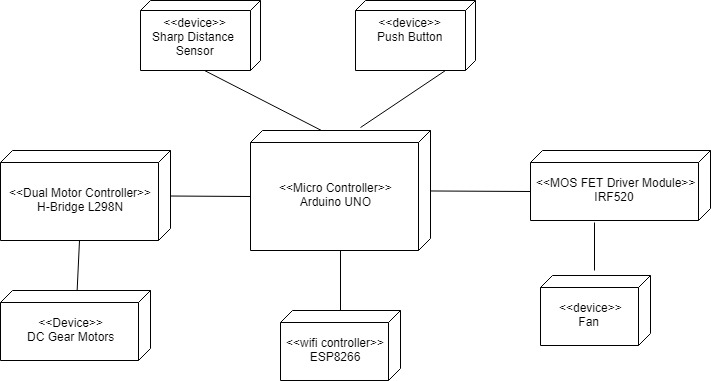 <<device>>
Sharp Distance
Sensor
<<device>>
Push Button
<<Dual Motor Controller>>
H-Bridge L298N
<<Micro Controller>>
Arduino UNO
<<MOS FET Driver Module>>
IRF520
<<Device>>
DC Gear Motors
<<wifi controller>>
ESP8266
<<device>>
Fan